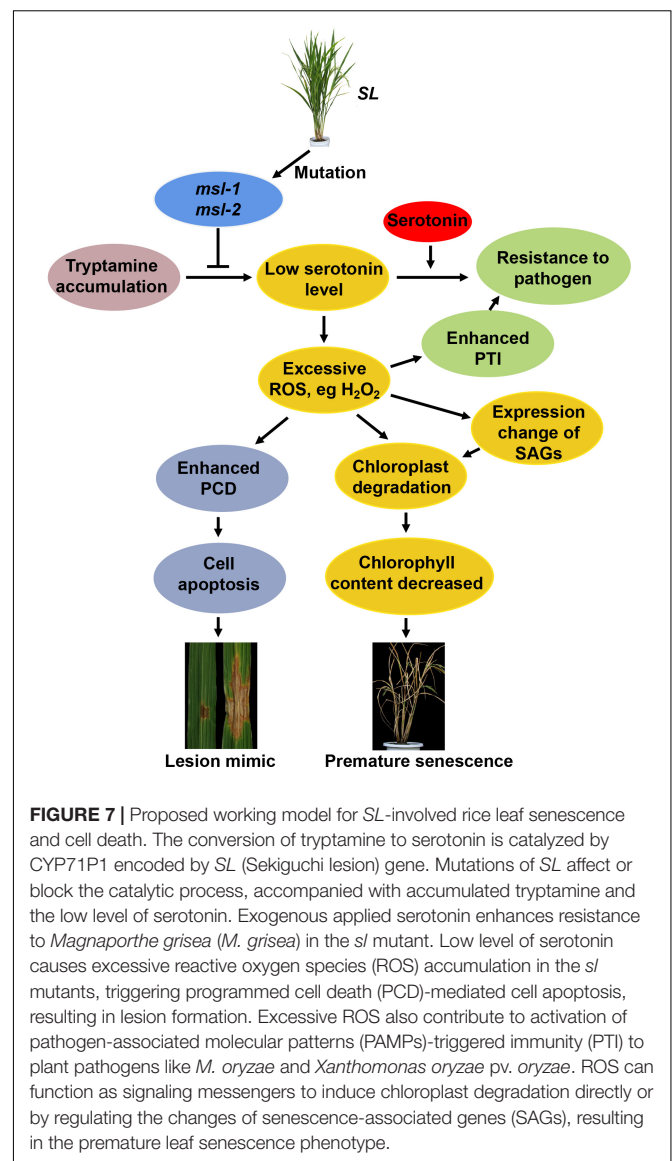 SL
Mutation
msl-1
msl-2
Serotonin
Resistance to
pathogen
Tryptamine
accumulation
Low serotonin
level
Enhanced
PTI
Excessive
ROS, eg H₂O₂
Expression
change of
SAGs
Enhanced
PCD
Chloroplast
degradation
Cell
apoptosis
Chlorophyll
content decreased
Lesion mimic
Premature senescence
FIGURE 7 | Proposed working model for SL-involved rice leaf senescence
and cell death. The conversion of tryptamine to serotonin is catalyzed by
CYP71P1 encoded by SL (Sekiguchi lesion) gene. Mutations of SL affect or
block the catalytic process, accompanied with accumulated tryptamine and
the low level of serotonin. Exogenous applied serotonin enhances resistance
to Magnaporthe grisea (M. grisea) in the sl mutant. Low level of serotonin
causes excessive reactive oxygen species (ROS) accumulation in the sl
mutants, triggering programmed cell death (PCD)-mediated cell apoptosis,
resulting in lesion formation. Excessive ROS also contribute to activation of
pathogen-associated molecular patterns (PAMPs)-triggered immunity (PTI) to
plant pathogens like M. oryzae and Xanthomonas oryzae pv. oryzae. ROS can
function as signaling messengers to induce chloroplast degradation directly or
by regulating the changes of senescence-associated genes (SAGs), resulting
in the premature leaf senescence phenotype.